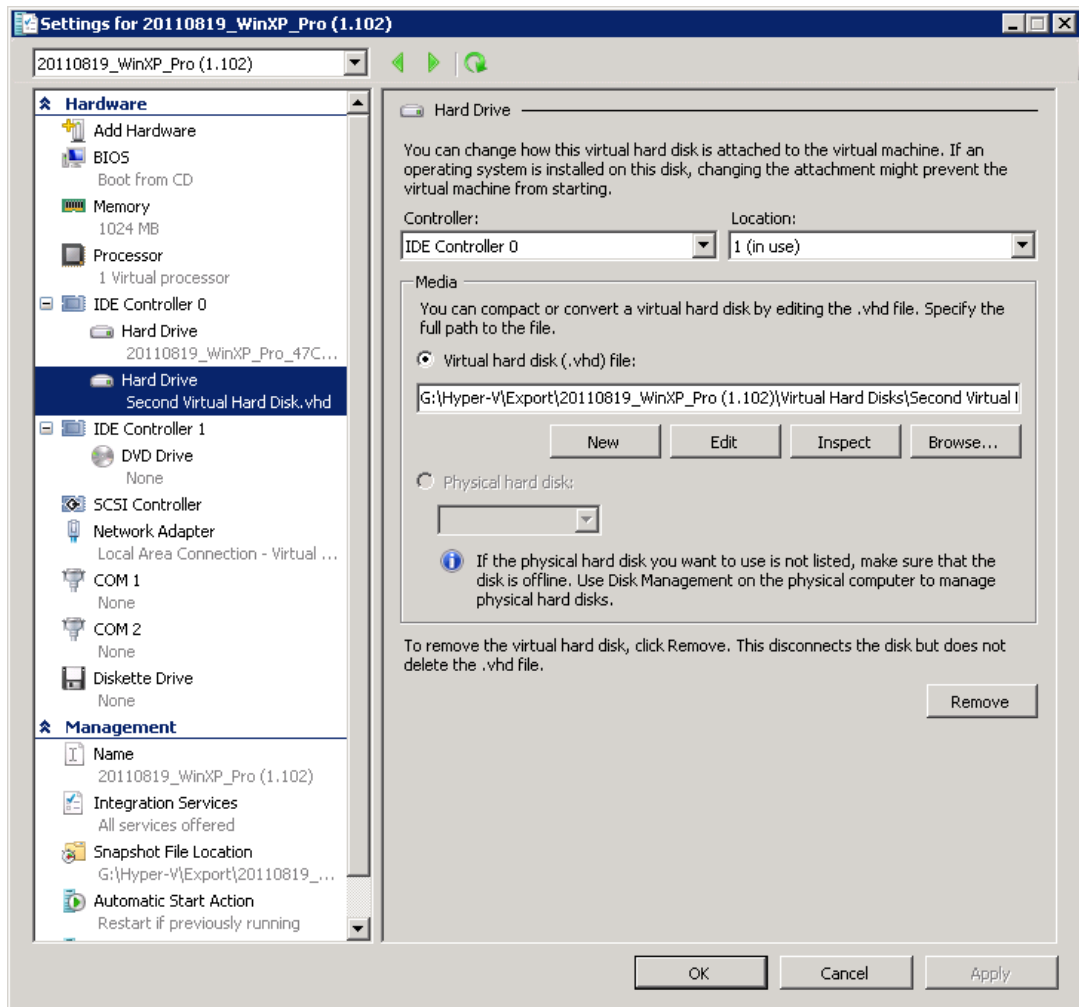 Settings for 20110819_WinXP_Pro (1.102)
20110819_WinXP_Pro (1.102)
Hardware
Add Hardware
BIOS
Boot from CD
Memory
1024 MB
Processor
1 Virtual processor
IDE Controller 0
Hard Drive
20110819_WinXP_Pro_47C...
Hard Drive
Second Virtual Hard Disk.vhd
IDE Controller 1
DVD Drive
None
SCSI Controller
Network Adapter
Local Area Connection - Virtual ...
COM 1
None
COM 2
None
Diskette Drive
None
Management
Name
20110819_WinXP_Pro (1.102)
Integration Services
All services offered
Snapshot File Location
G:\Hyper-V\Export\20110819_...
Automatic Start Action
Restart if previously running
Hard Drive
You can change how this virtual hard disk is attached to the virtual machine. If an
operating system is installed on this disk, changing the attachment might prevent the
virtual machine from starting.
Controller:
Location:
IDE Controller 0
1 (in use)
Media
You can compact or convert a virtual hard disk by editing the .vhd file. Specify the
full path to the file.
Virtual hard disk (.vhd) file:
G:\Hyper-V\Export\20110819_WinXP_Pro (1.102)\Virtual Hard Disks\Second Virtual
New
Edit
Inspect
Browse...
Physical hard disk:
If the physical hard disk you want to use is not listed, make sure that the
disk is offline. Use Disk Management on the physical computer to manage
physical hard disks.
To remove the virtual hard disk, click Remove. This disconnects the disk but does not
delete the .vhd file.
Remove
OK
Cancel
Apply